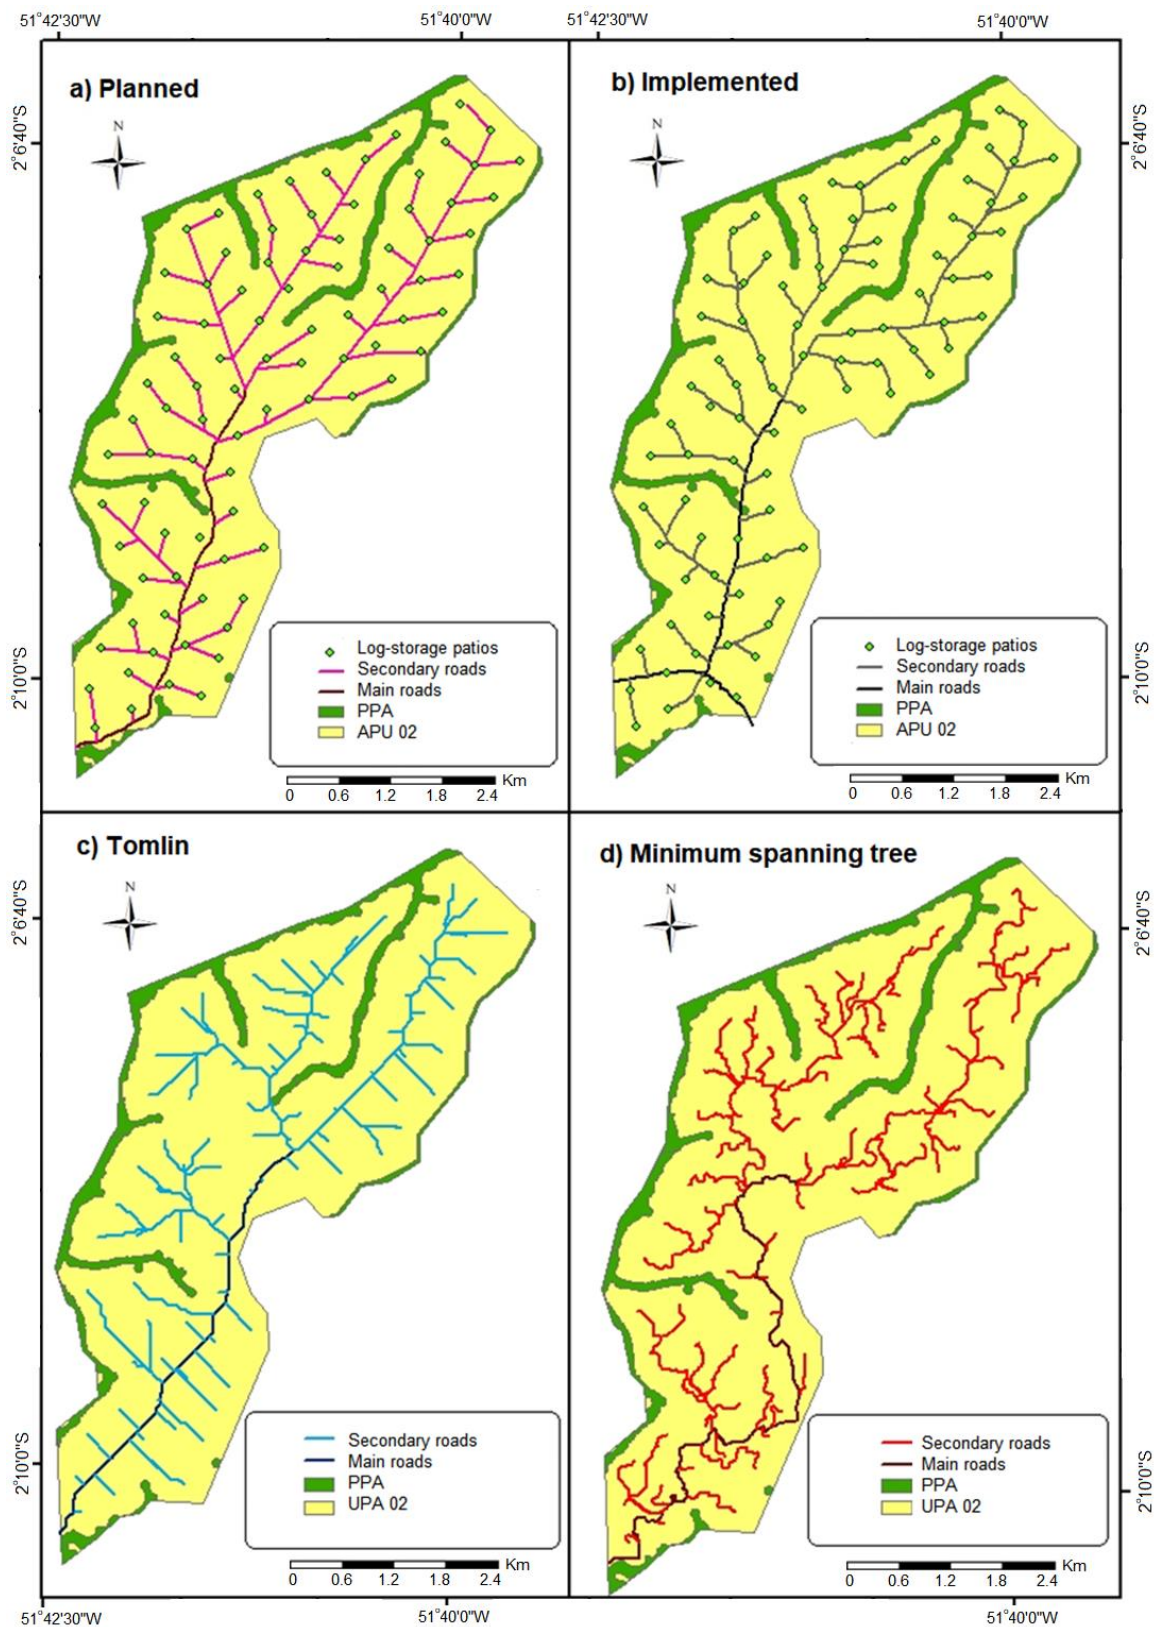 51°42'30"W 51°40'0"W 51°42'30"W 51°40'0"W
a) Planned
b) Implemented
N
N
2°6'40"S
2°6'40"S
Log-storage patios
Secondary roads
Main roads
PPA
APU 02
Log-storage patios
Secondary roads
Main roads
PPA
APU 02
2°10'0"S
2°10'0"S
Km
0 0.6 1.2 1.8 2.4
Km
0 0.6 1.2 1.8 2.4
c) Tomlin
d) Minimum spanning tree
N
N
2°6'40"S
2°6'40"S
Secondary roads
Main roads
PPA
UPA 02
Secondary roads
Main roads
PPA
UPA 02
2°10'0"S
2°10'0"S
Km
0 0.6 1.2 1.8 2.4
Km
0 0.6 1.2 1.8 2.4
51°42'30"W 51°40'0"W 51°40'0"W